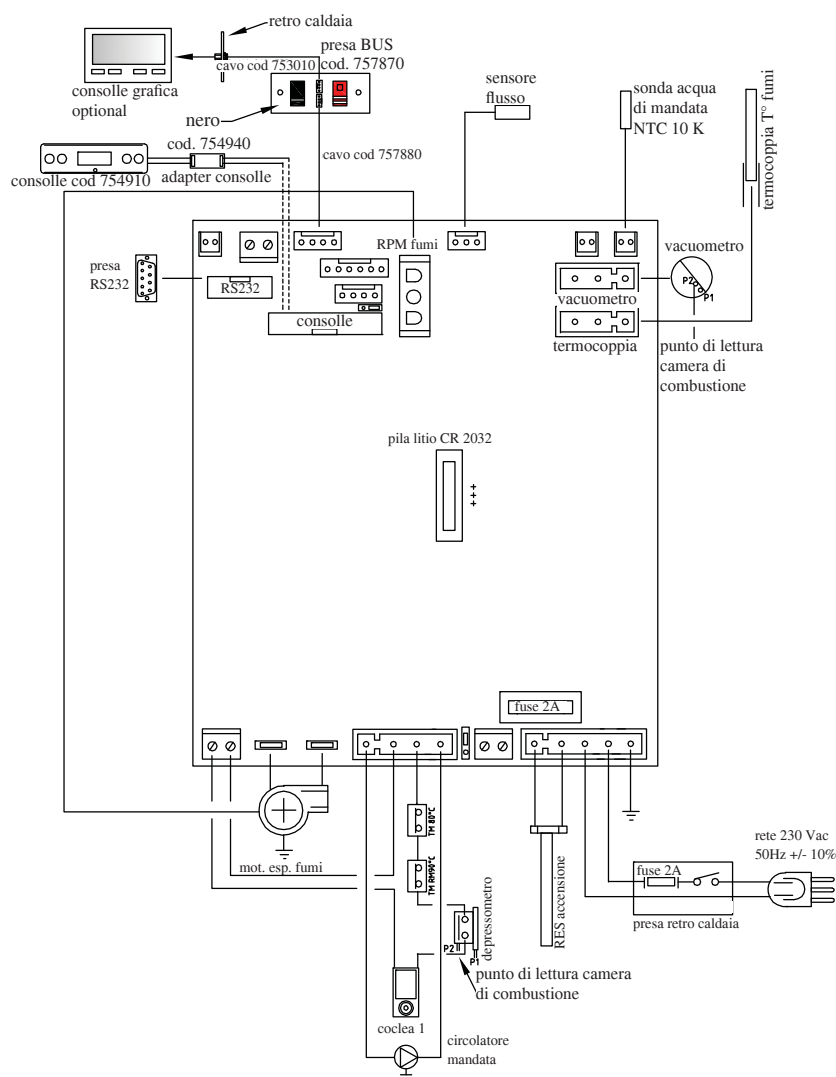 retro caldaia
presa BUS
cod. 757870
cavo cod 753010
consolle grafica
optional
nero
cod. 754940
adapter consolle
consolle cod 754910
cavo cod 757880
sensore
flusso
sonda acqua
di mandata
NTC 10 K
termocoppia T° fumi
presa
RS232
RS232
RPM fumi
consolle
vacuometro
P2
P1
vacuometro
termocoppia
punto di lettura
camera di
combustione
pila litio CR 2032
+++
fuse 2A
TM 80°C
TM RM90°C
mot. esp. fumi
depressometro
P2
P1
punto di lettura camera
di combustione
coclea 1
circolatore
mandata
RES accensione
rete 230 Vac
50Hz +/- 10%
fuse 2A
presa retro caldaia